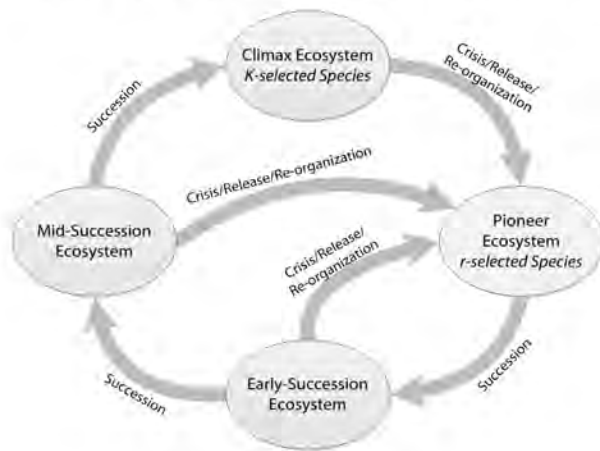 Climax Ecosystem
K-selected Species
Crisis/Release/
Re-organization
Succession
Crisis/Release/Re-organization
Mid-Succession
Ecosystem
Pioneer
Ecosystem
r-selected Species
Crisis/Release/
Re-organization
Succession
Early-Succession
Ecosystem
Succession